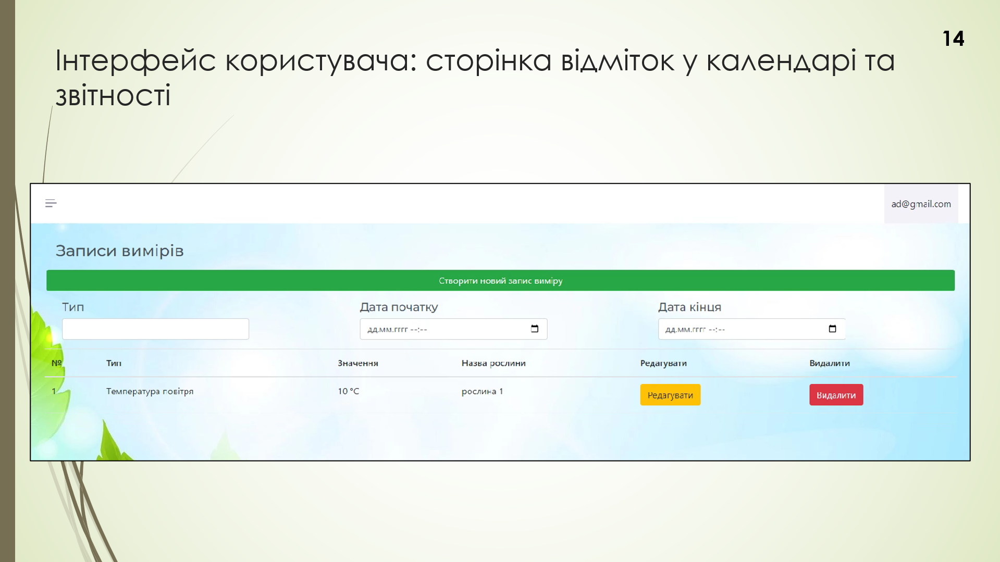 14
Інтерфейс користувача: сторінка відміток у календарі та
звітності
ad@gmail.com
Записи вимірів
Створити новий запис виміру
Тип Дата початку Дата кінця
дд.мм.гггг --:-- дд.мм.гггг --:--
№ Тип Значення Назва рослини Редагувати Видалити
1 Температура повітря 10 °C рослина 1 Редагувати Видалити